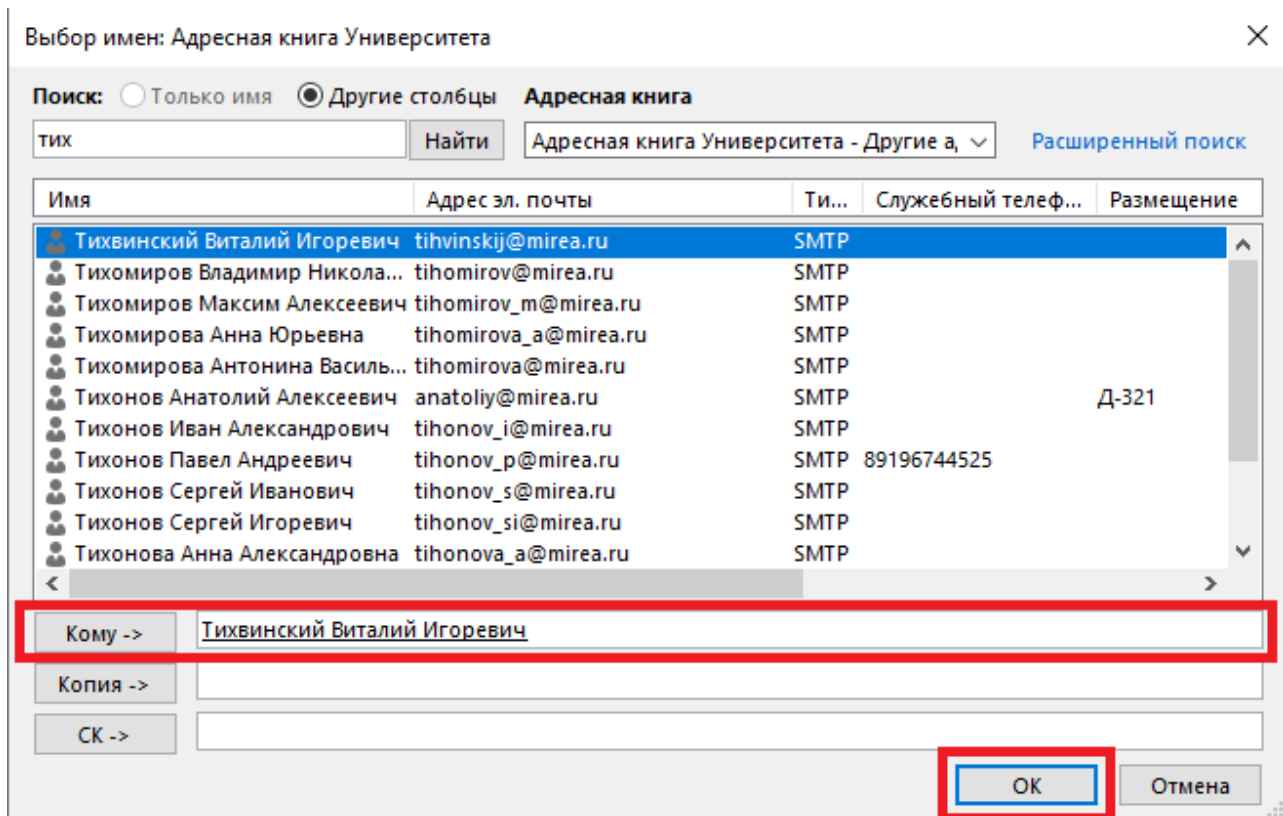 Выбор имен: Адресная книга Университета
Поиск: Только имя Другие столбцы Адресная книга
тих Найти Адресная книга Университета - Другие а, Расширенный поиск
Имя Адрес эл. почты Ти... Служебный телеф... Размещение
Тихвинский Виталий Игоревич tihvinskij@mirea.ru SMTP
Тихомиров Владимир Никола... tihomirov@mirea.ru SMTP
Тихомиров Максим Алексеевич tihomirov_m@mirea.ru SMTP
Тихомирова Анна Юрьевна tihomirova_a@mirea.ru SMTP
Тихомирова Антонина Василь... tihomirova@mirea.ru SMTP
Тихонов Анатолий Алексеевич anatoliy@mirea.ru SMTP Д-321
Тихонов Иван Александрович tihonov_i@mirea.ru SMTP
Тихонов Павел Андреевич tihonov_p@mirea.ru SMTP 89196744525
Тихонов Сергей Иванович tihonov_s@mirea.ru SMTP
Тихонов Сергей Игоревич tihonov_si@mirea.ru SMTP
Тихонова Анна Александровна tihonova_a@mirea.ru SMTP
Кому -> Тихвинский Виталий Игоревич
Копия ->
СК ->
ОК Отмена